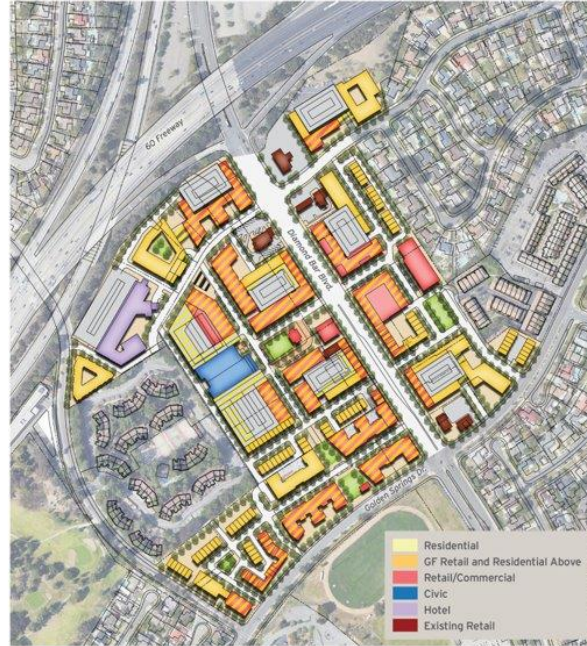 60 Freeway
Diamond Bar Blvd.
Golden Springs Dr.
Residential
GF Retail and Residential Above
Retail/Commercial
Civic
Hotel
Existing Retail